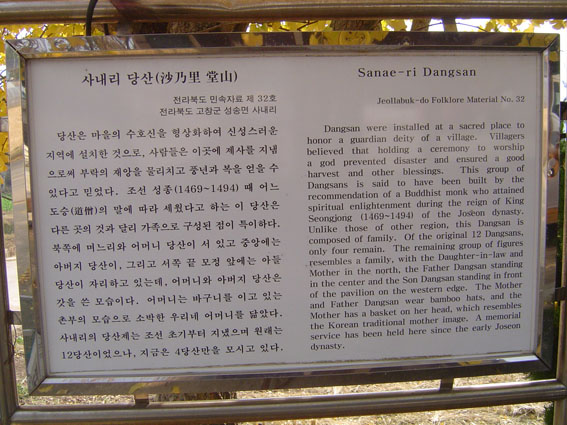 사내리 당산(沙乃里 堂山)
전라북도 민속자료 제 32호
전라북도 고창군 성송면 사내리
당산은 마을의 수호신을 형상화하여 신성스러운
지역에 설치한 것으로, 사람들은 이곳에 제사를 지냄
으로써 부락의 재앙을 물리치고 풍년과 복을 얻을 수
있다고 믿었다. 조선 성종(1469~1494) 때 어느
도승(道僧)의 말에 따라 세웠다고 하는 이 당산은
다른 곳의 것과 달리 가족으로 구성된 점이 특이하다.
북쪽에 며느리와 어머니 당산이 서 있고 중앙에는
아버지 당산이, 그리고 서쪽 끝 모정 앞에는 아들
당산이 자리하고 있는데, 어머니와 아버지 당산은
갓을 쓴 모습이다. 어머니는 바구니를 이고 있는
촌부의 모습으로 소박한 우리네 어머니를 닮았다.
사내리의 당산제는 조선 초기부터 지냈으며 원래는
12당산이었으나, 지금은 4당산만을 모시고 있다.
Sanae-ri Dangsan
Jeollabuk-do Folklore Material No. 32
Dangsan were installed at a sacred place to
honor a guardian deity of a village. Villagers
believed that holding a ceremony to worship
a god prevented disaster and ensured a good
harvest and other blessings. This group of
Dangsans is said to have been built by the
recommendation of a Buddhist monk who attained
spiritual enlightenment during the reign of King
Seongjong (1469~1494) of the Joseon dynasty.
Unlike those of other region, this Dangsan is
composed of family. Of the original 12 Dangsans,
only four remain. The remaining group of figures
resembles a family, with the Daughter-in-law and
Mother in the north, the Father Dangsan standing
in the center and the Son Dangsan standing in front
of the pavilion on the western edge. The Mother
and Father Dangsan wear bamboo hats, and the
Mother has a basket on her head, which resembles
the Korean traditional mother image. A memorial
service has been held here since the early Joseon
dynasty.